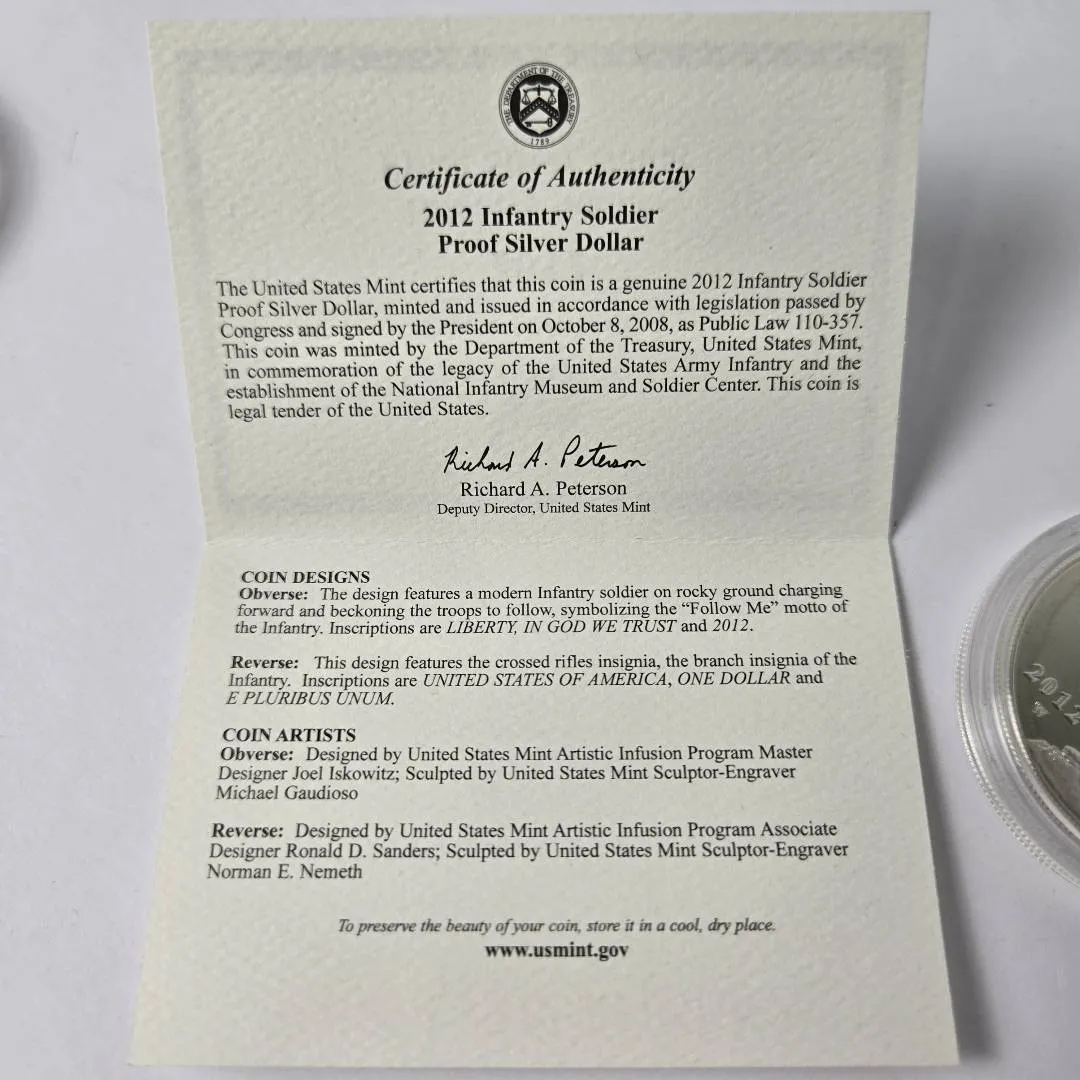 THE DEPARTMENT OF THE TREASURY
1789
Certificate of Authenticity
2012 Infantry Soldier
Proof Silver Dollar
The United States Mint certifies that this coin is a genuine 2012 Infantry Soldier
Proof Silver Dollar, minted and issued in accordance with legislation passed by
Congress and signed by the President on October 8, 2008, as Public Law 110-357.
This coin was minted by the Department of the Treasury, United States Mint,
in commemoration of the legacy of the United States Army Infantry and the
establishment of the National Infantry Museum and Soldier Center. This coin is
legal tender of the United States.
Richard A. Peterson
Richard A. Peterson
Deputy Director, United States Mint
COIN DESIGNS
Obverse: The design features a modern Infantry soldier on rocky ground charging
forward and beckoning the troops to follow, symbolizing the “Follow Me” motto of
the Infantry. Inscriptions are LIBERTY, IN GOD WE TRUST and 2012.
Reverse: This design features the crossed rifles insignia, the branch insignia of the
Infantry. Inscriptions are UNITED STATES OF AMERICA, ONE DOLLAR and
E PLURIBUS UNUM.
COIN ARTISTS
Obverse: Designed by United States Mint Artistic Infusion Program Master
Designer Joel Iskowitz; Sculpted by United States Mint Sculptor-Engraver
Michael Gaudioso
Reverse: Designed by United States Mint Artistic Infusion Program Associate
Designer Ronald D. Sanders; Sculpted by United States Mint Sculptor-Engraver
Norman E. Nemeth
To preserve the beauty of your coin, store it in a cool, dry place.
www.usmint.gov
2012
W